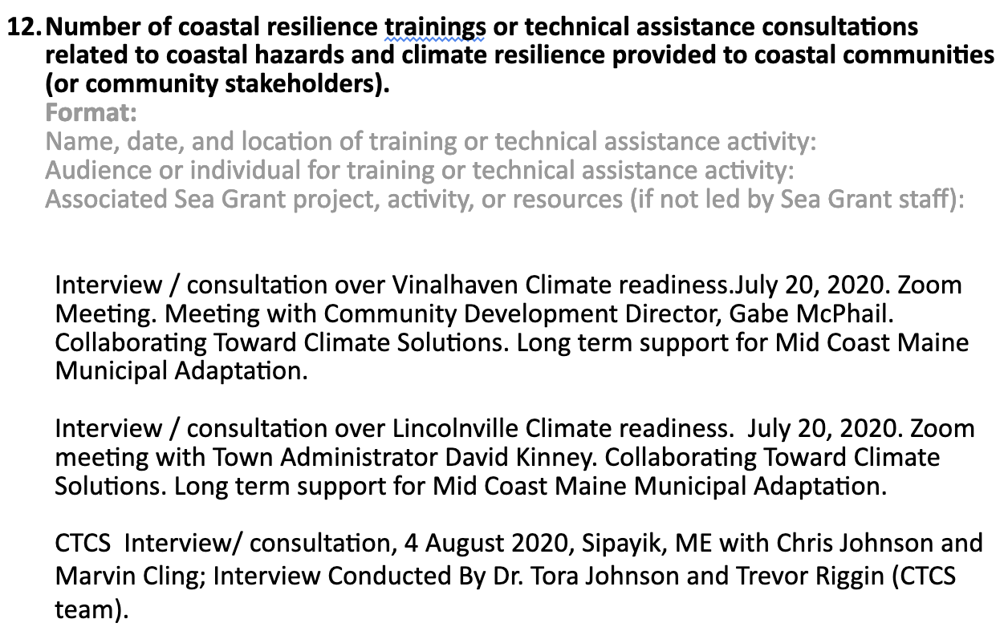 12. Number of coastal resilience trainings or technical assistance consultations
related to coastal hazards and climate resilience provided to coastal communities
(or community stakeholders).
Format:
Name, date, and location of training or technical assistance activity:
Audience or individual for training or technical assistance activity:
Associated Sea Grant project, activity, or resources (if not led by Sea Grant staff):
Interview / consultation over Vinalhaven Climate readiness.July 20, 2020. Zoom
Meeting. Meeting with Community Development Director, Gabe McPhail.
Collaborating Toward Climate Solutions. Long term support for Mid Coast Maine
Municipal Adaptation.
Interview / consultation over Lincolnville Climate readiness.  July 20, 2020. Zoom
meeting with Town Administrator David Kinney. Collaborating Toward Climate
Solutions. Long term support for Mid Coast Maine Municipal Adaptation.
CTCS  Interview/ consultation, 4 August 2020, Sipayik, ME with Chris Johnson and
Marvin Cling; Interview Conducted By Dr. Tora Johnson and Trevor Riggin (CTCS
team).